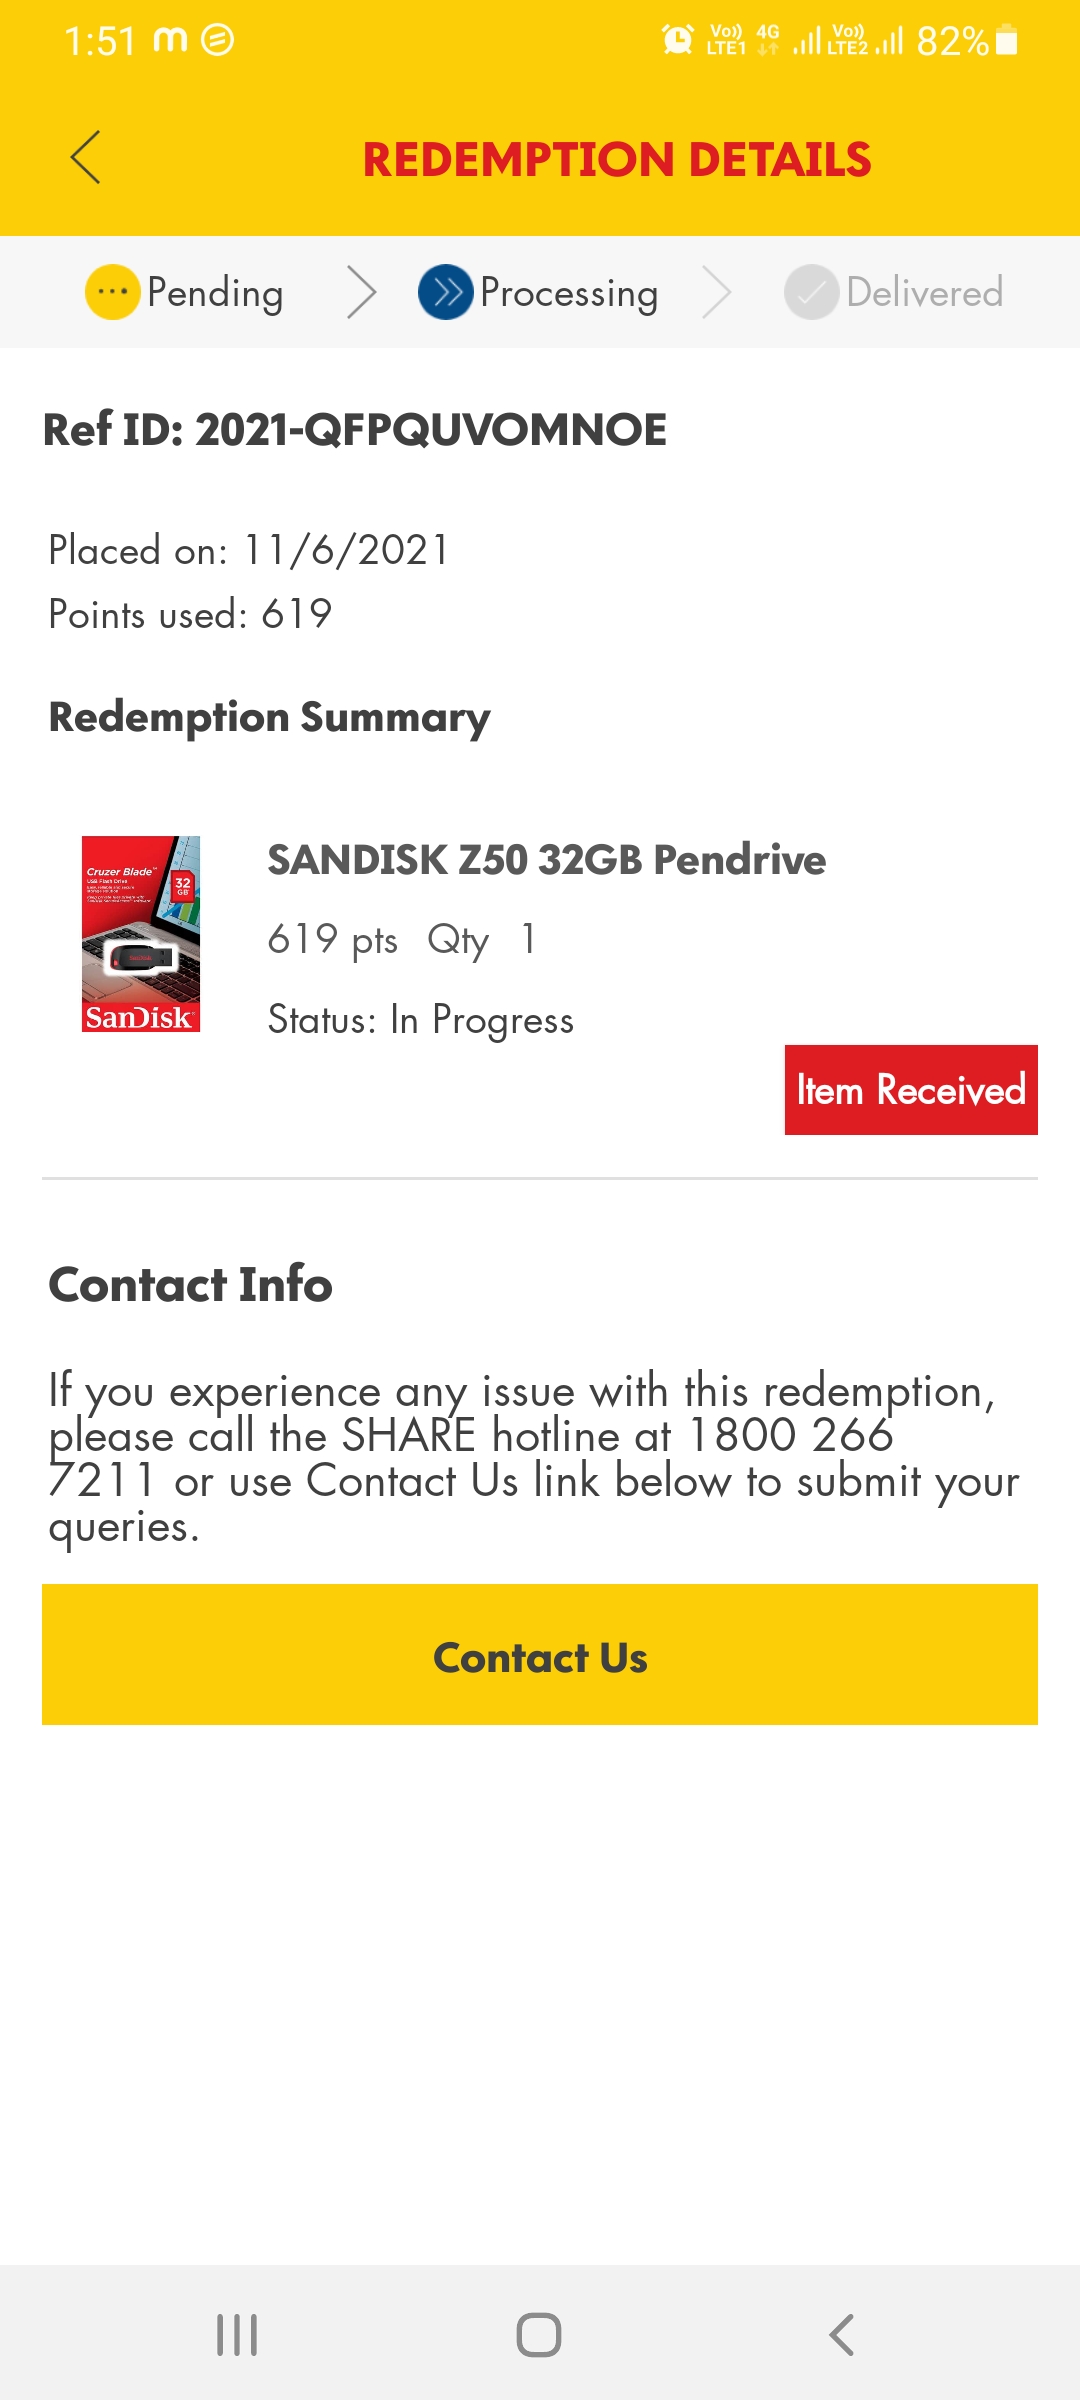 1:51 m
Vo)) LTE1 4G Vo)) LTE2 82%
REDEMPTION DETAILS
Pending Processing Delivered
Ref ID: 2021-QFPQUVOMNOE
Placed on: 11/6/2021
Points used: 619
Redemption Summary
Cruzer Blade™
USB Flash Drive
32
GB
SanDisk
SANDISK Z50 32GB Pendrive
619 pts Qty 1
Status: In Progress
Item Received
Contact Info
If you experience any issue with this redemption,
please call the SHARE hotline at 1800 266
7211 or use Contact Us link below to submit your
queries.
Contact Us